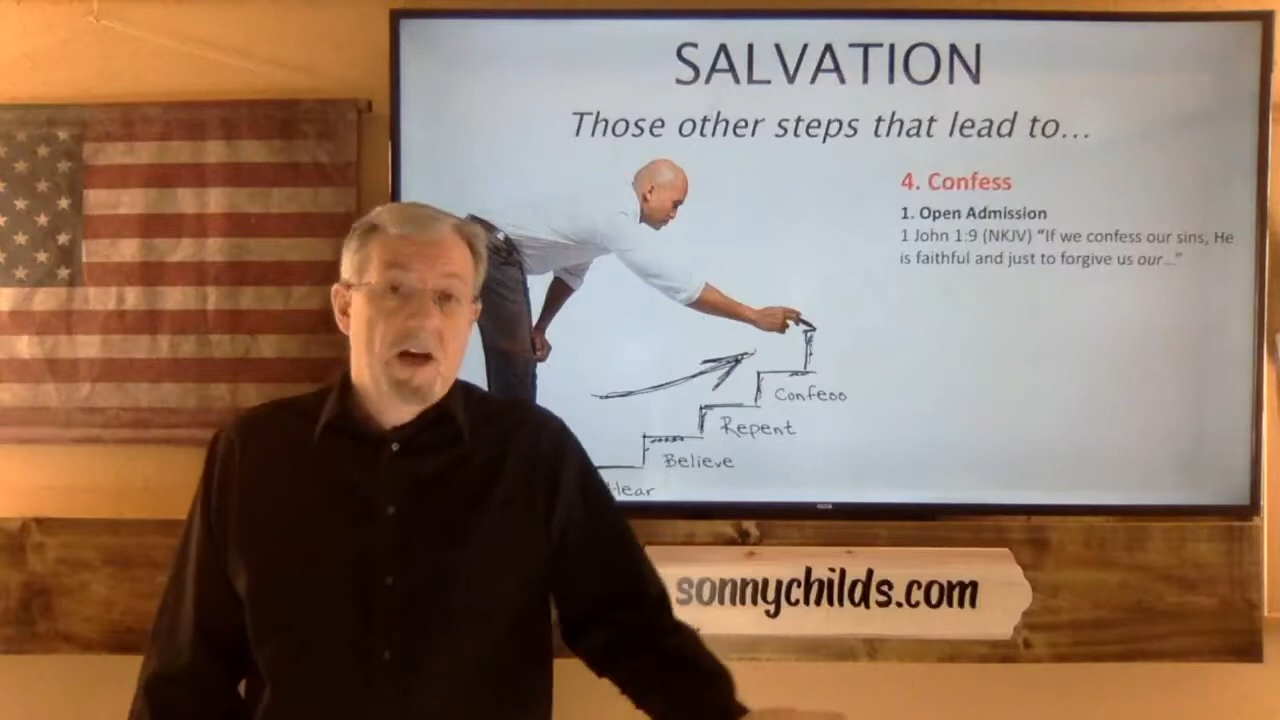 SALVATION
Those other steps that lead to...
4. Confess
1. Open Admission
1 John 1:9 (NKJV) “If we confess our sins, He
is faithful and just to forgive us our...”
Confess
Repent
Believe
Hear
sonnychilds.com